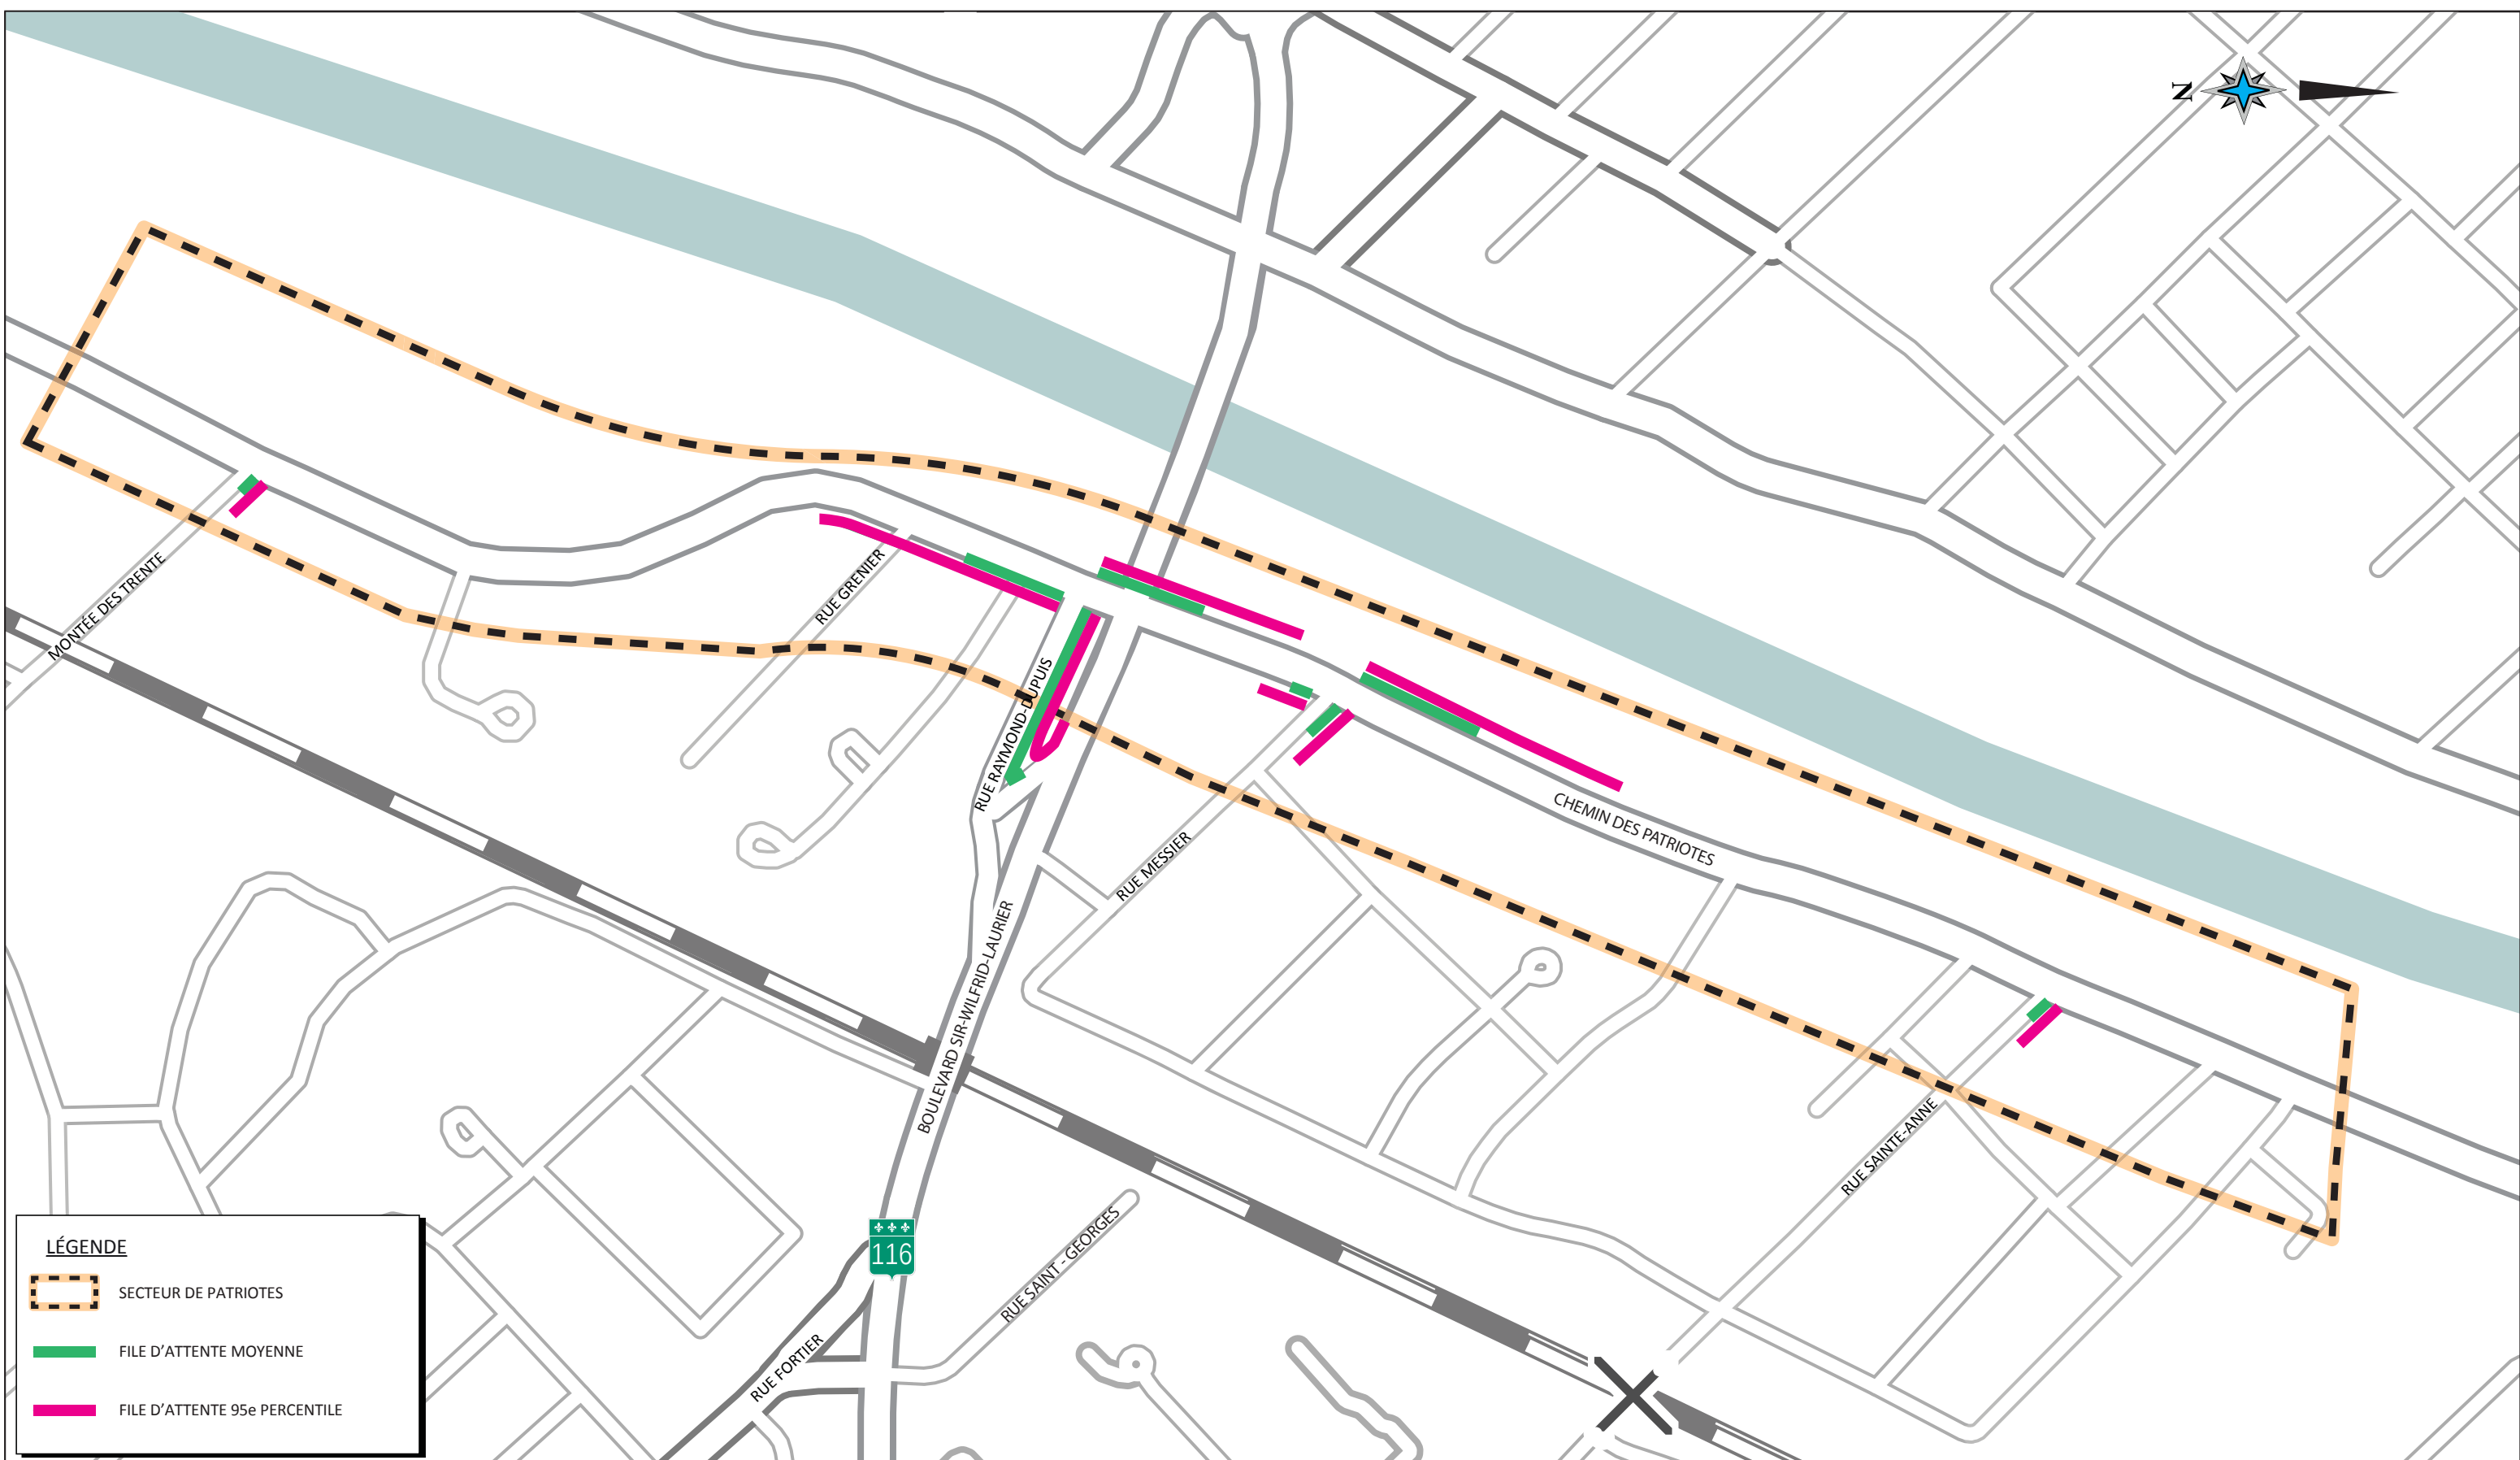 N
MONTÉE DES TRENTE
RUE GRENIER
RUE RAYMOND-DUPUIS
CHEMIN DES PATRIOTES
RUE MESSIER
BOULEVARD SIR-WILFRID-LAURIER
RUE SAINTE-ANNE
116
RUE SAINT - GEORGES
RUE FORTIER
LÉGENDE
SECTEUR DE PATRIOTES
FILE D'ATTENTE MOYENNE
FILE D'ATTENTE 95e PERCENTILE